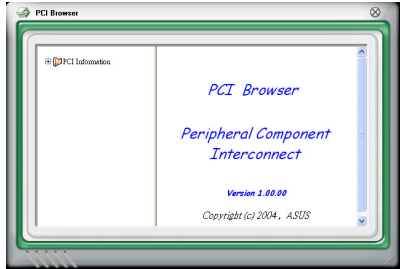 PCI Browser
PCI Information
PCI Browser
Peripheral Component
Interconnect
Version 1.00.00
Copyright (c) 2004, ASUS